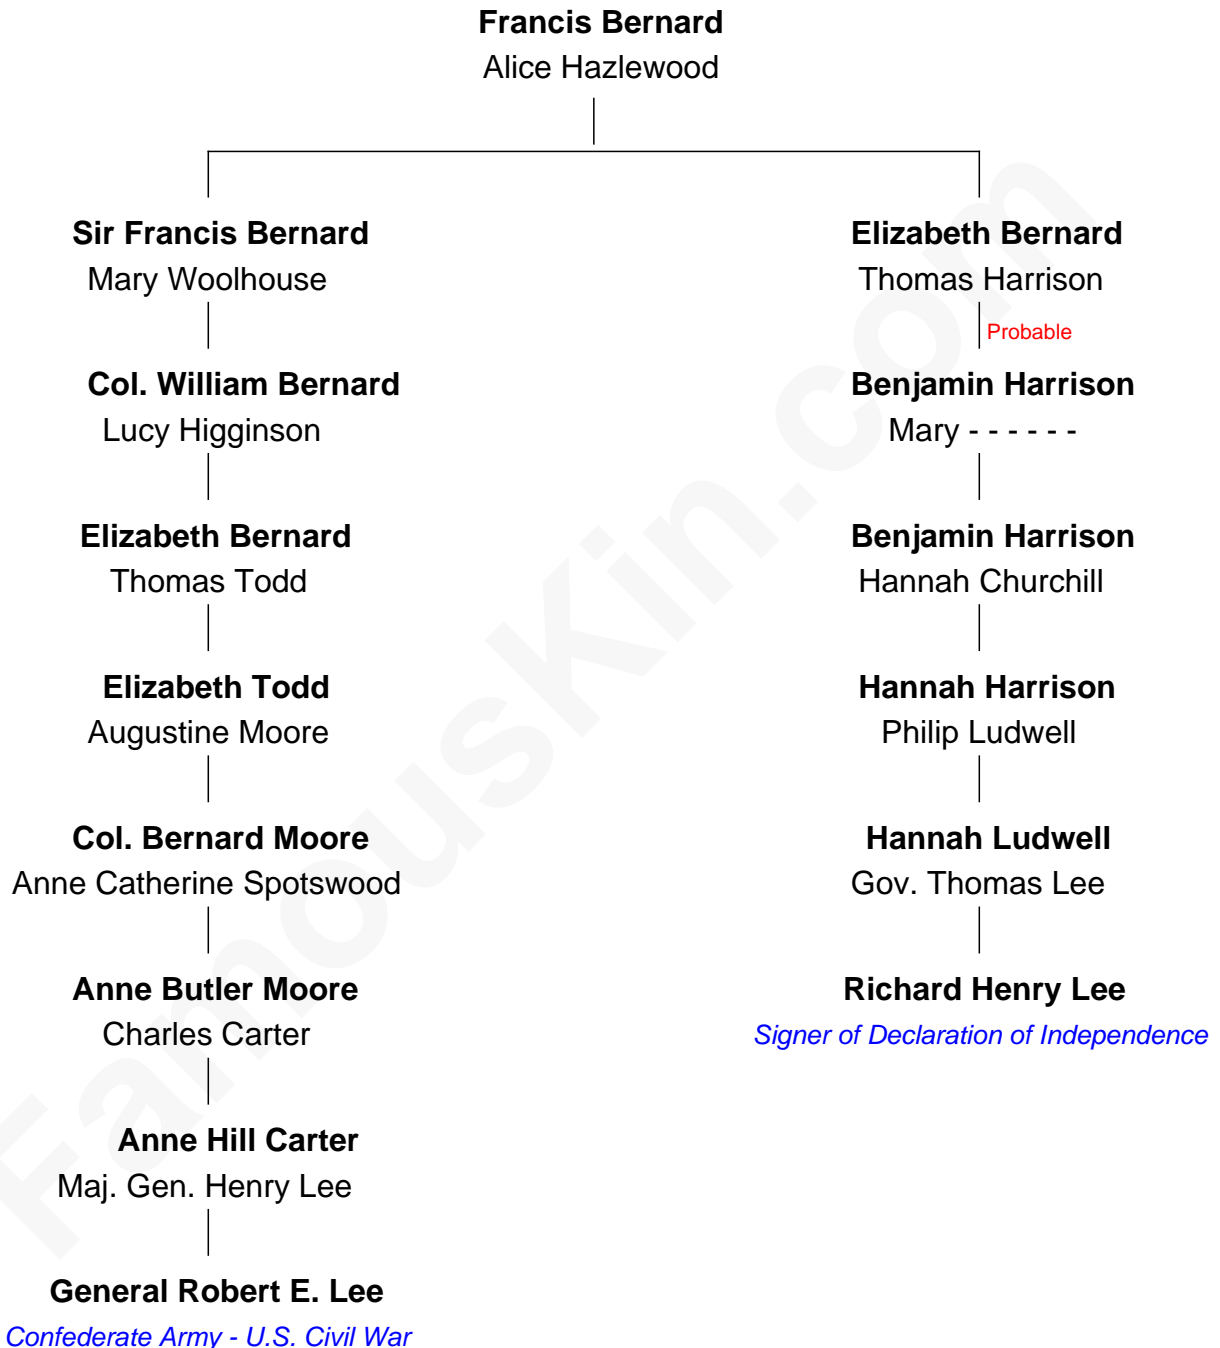 Francis Bernard
Alice Hazlewood
Sir Francis Bernard
Mary Woolhouse
Elizabeth Bernard
Thomas Harrison
Probable
Col. William Bernard
Lucy Higginson
Benjamin Harrison
Mary - - - - - -
Elizabeth Bernard
Thomas Todd
Benjamin Harrison
Hannah Churchill
Elizabeth Todd
Augustine Moore
Hannah Harrison
Philip Ludwell
Col. Bernard Moore
Anne Catherine Spotswood
Hannah Ludwell
Gov. Thomas Lee
Anne Butler Moore
Charles Carter
Richard Henry Lee
Signer of Declaration of Independence
Anne Hill Carter
Maj. Gen. Henry Lee
General Robert E. Lee
Confederate Army - U.S. Civil War
FamousKin.com